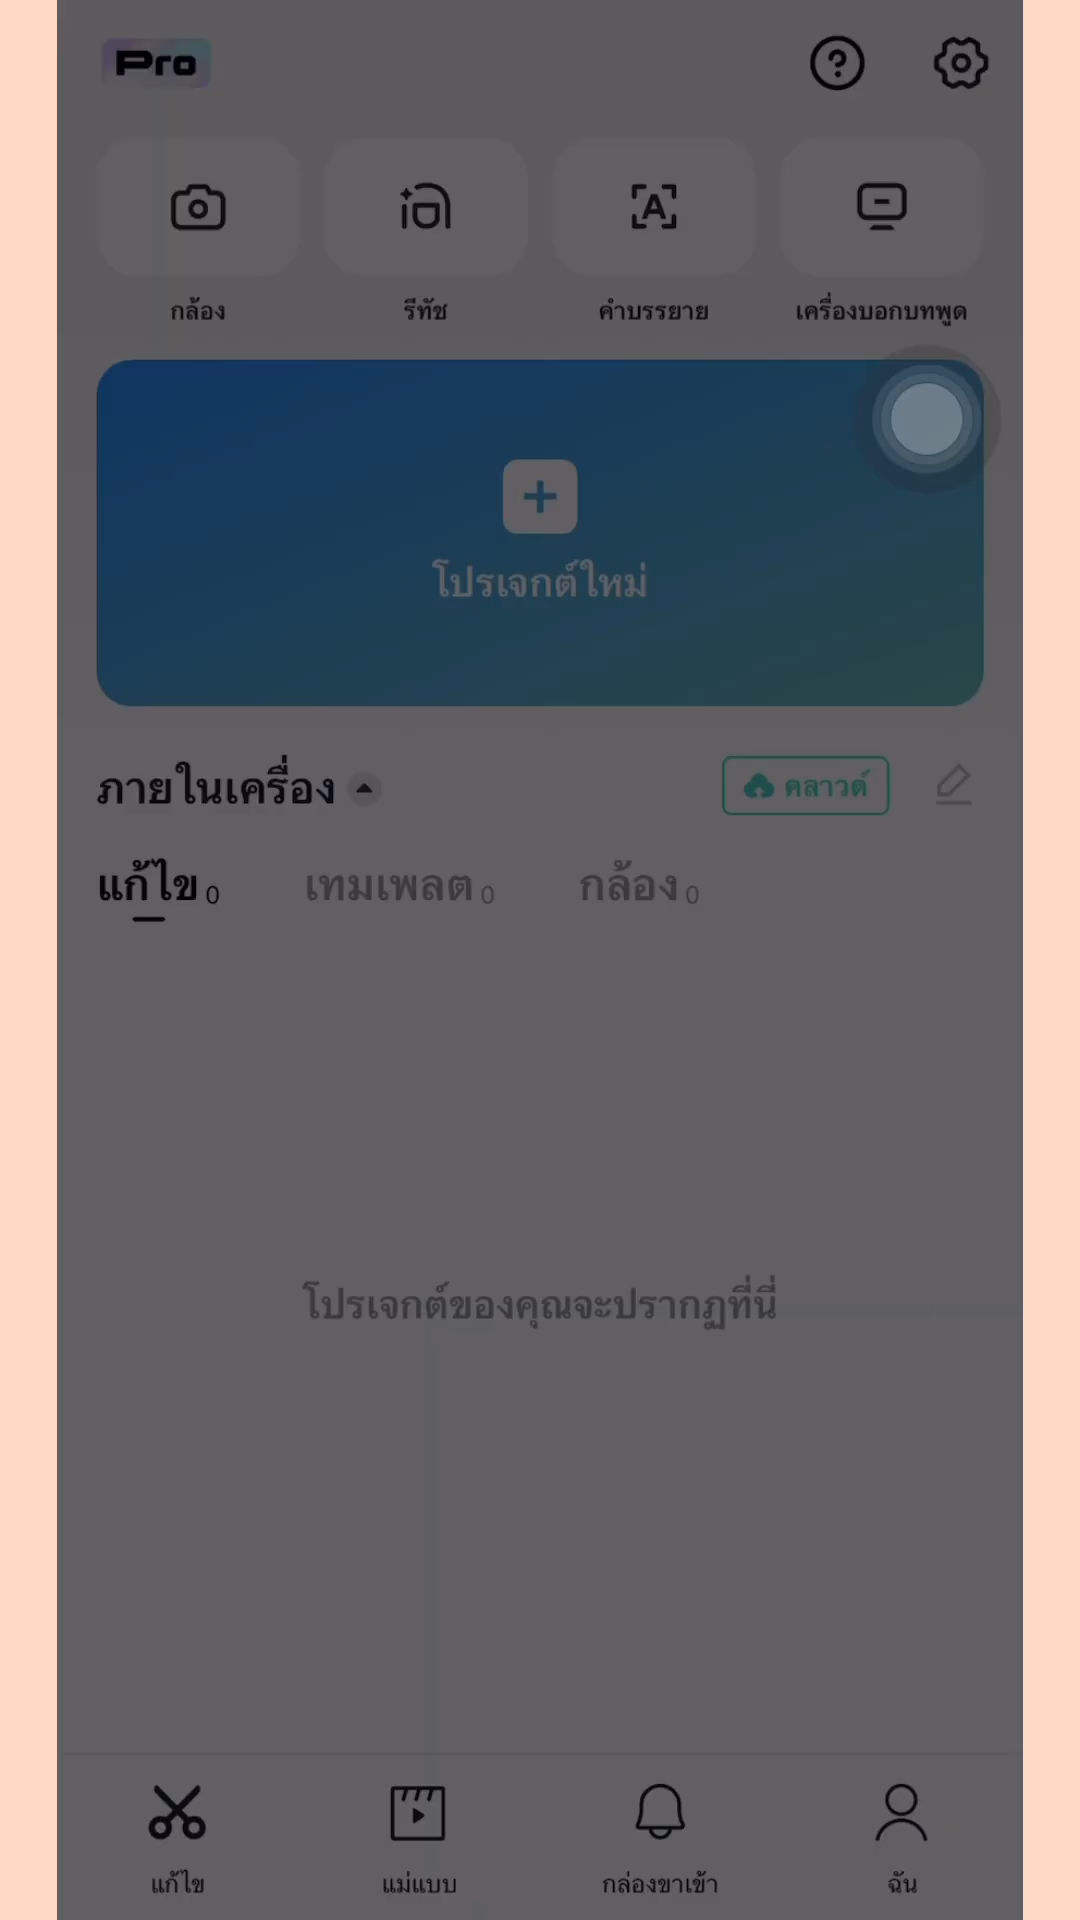 Pro
กล้อง
รีทัช
คำบรรยาย
เครื่องบอกบทพูด
โปรเจกต์ใหม่
ภายในเครื่อง
คลาวด์
แก้ไข 0
เทมเพลต 0
กล้อง 0
โปรเจกต์ของคุณจะปรากฏที่นี่
แก้ไข
แม่แบบ
กล่องขาเข้า
ฉัน